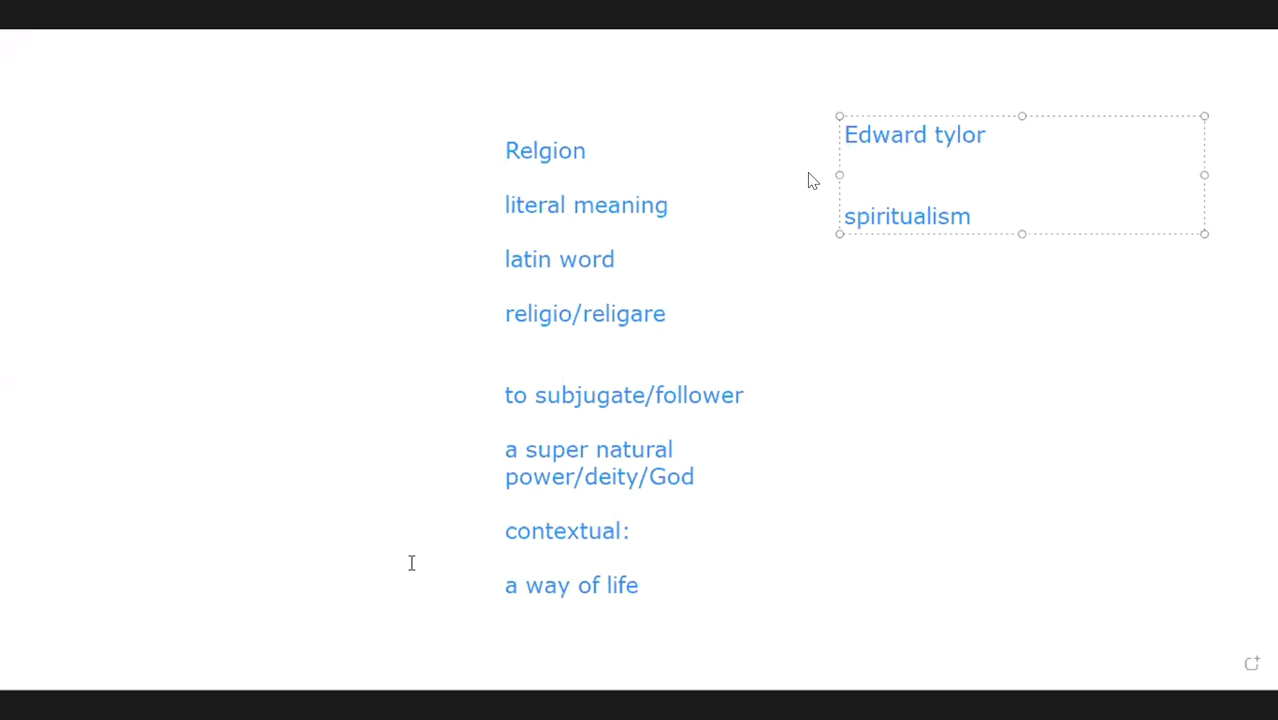 Relgion
literal meaning
latin word
religio/religare
to subjugate/follower
a super natural
power/deity/God
contextual:
a way of life
Edward tylor
spiritualism